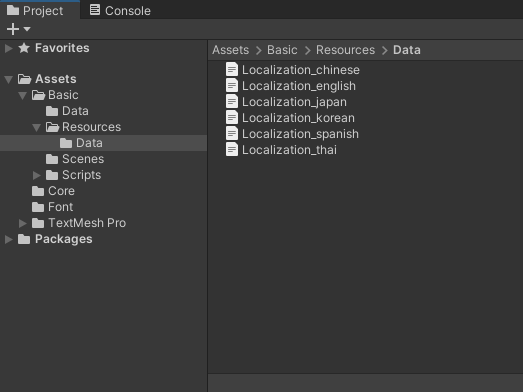 Project
Console
Favorites
Assets
Basic
Data
Resources
Data
Scenes
Scripts
Core
Font
TextMesh Pro
Packages
Assets > Basic > Resources > Data
Localization_chinese
Localization_english
Localization_japan
Localization_korean
Localization_spanish
Localization_thai